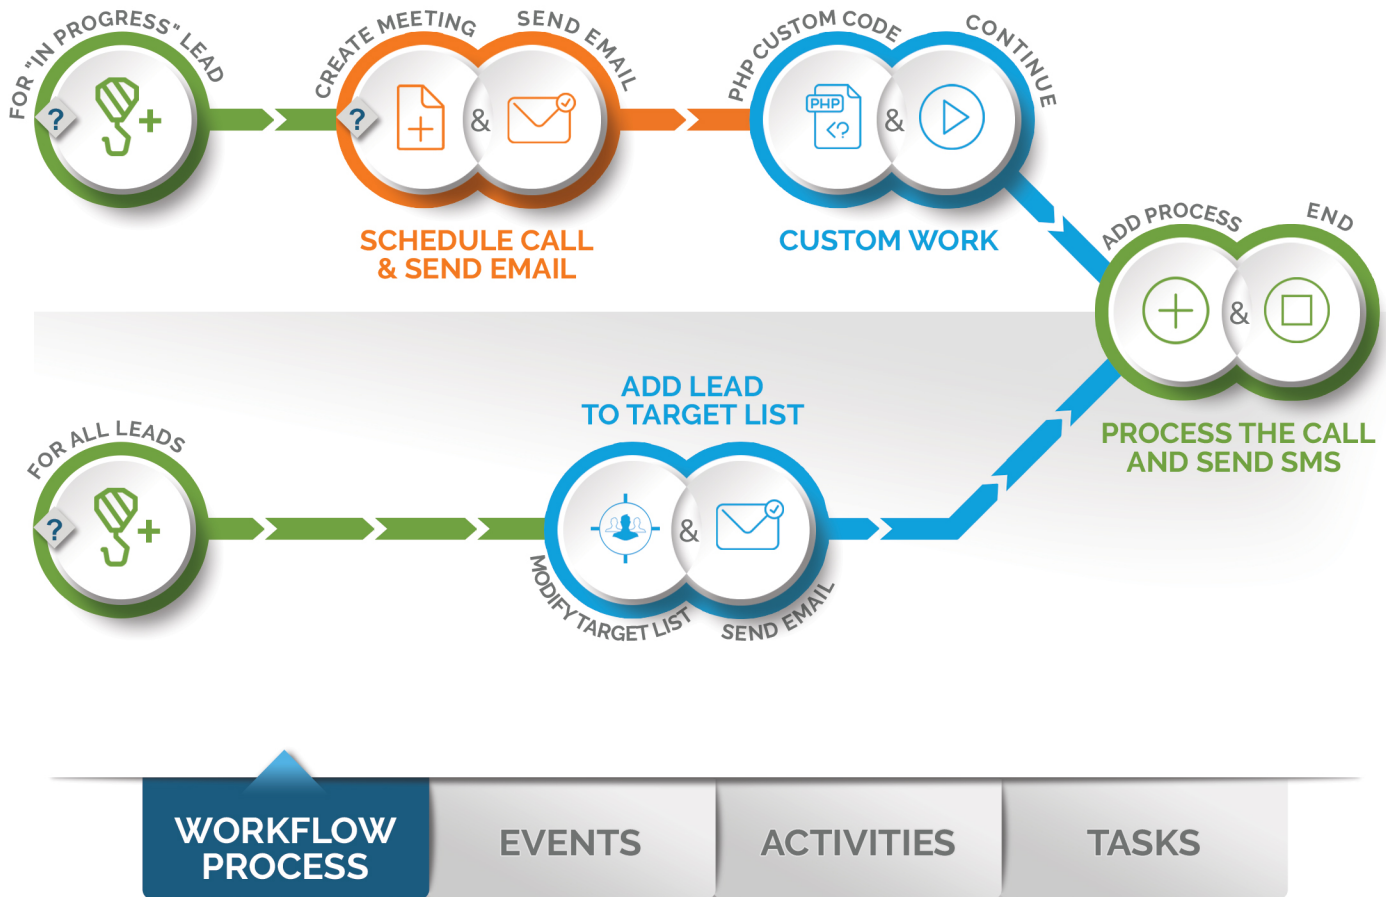 FOR "IN PROGRESS" LEAD
?
CREATE MEETING
SEND EMAIL
?
&
SCHEDULE CALL
& SEND EMAIL
PHP CUSTOM CODE
CONTINUE
PHP
<?
&
CUSTOM WORK
ADD PROCESS
END
&
PROCESS THE CALL
AND SEND SMS
FOR ALL LEADS
?
ADD LEAD
TO TARGET LIST
&
MODIFY TARGET LIST
SEND EMAIL
WORKFLOW
PROCESS
EVENTS
ACTIVITIES
TASKS